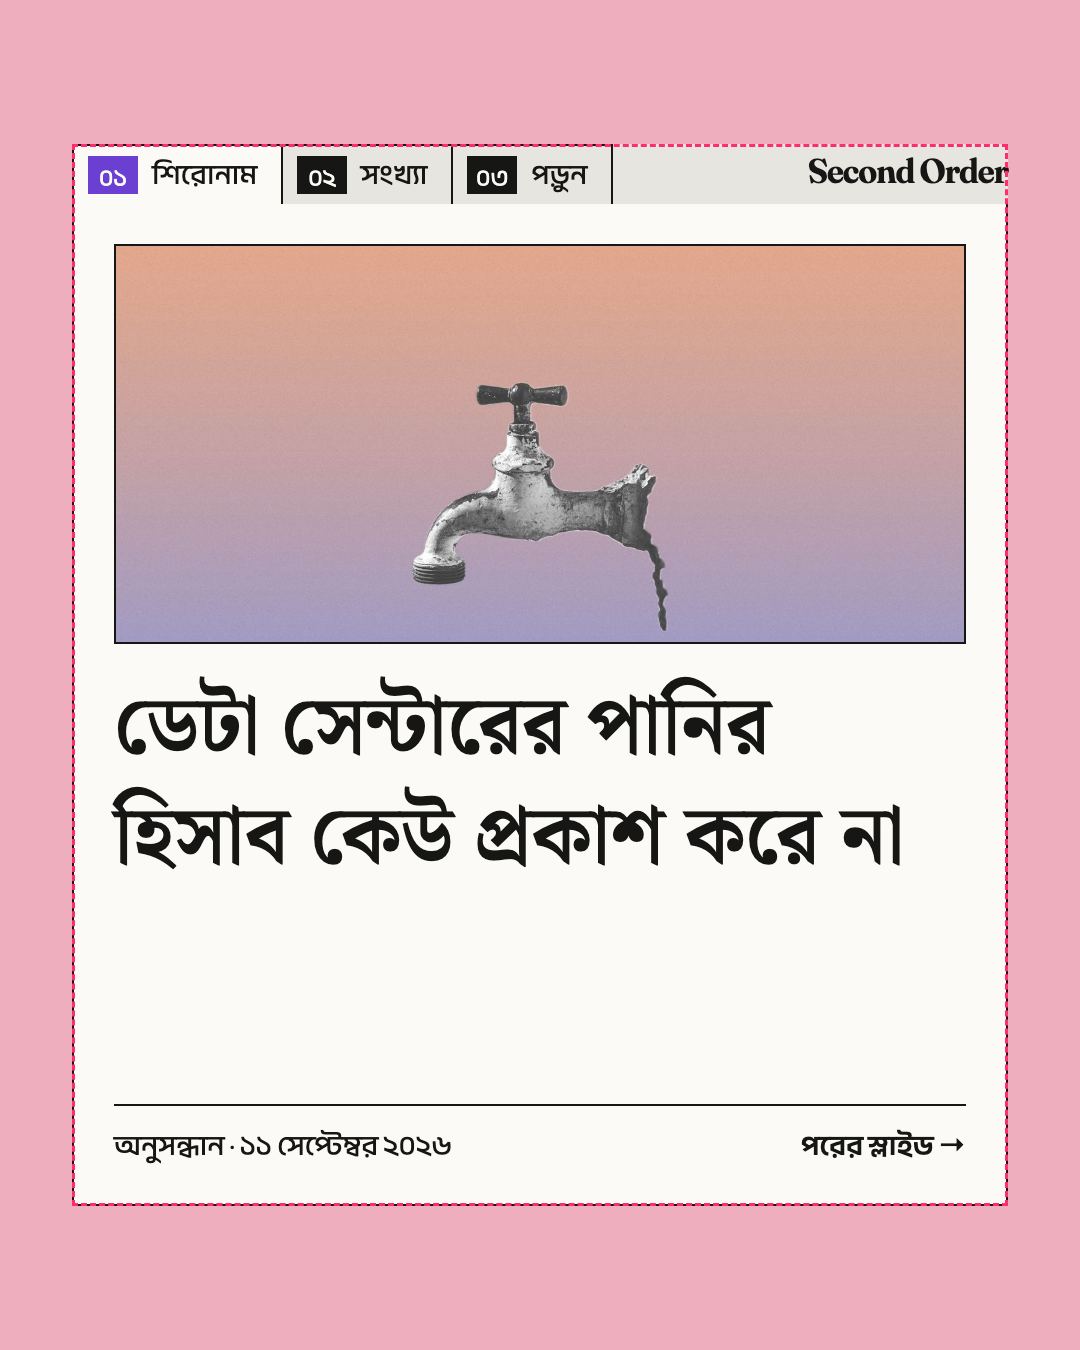 ০১ শিরোনাম ০২ সংখ্যা ০৩ পড়ুন Second Order
ডেটা সেন্টারের পানির
হিসাব কেউ প্রকাশ করে না
অনুসন্ধান · ১১ সেপ্টেম্বর ২০২৬ পরের স্লাইড →